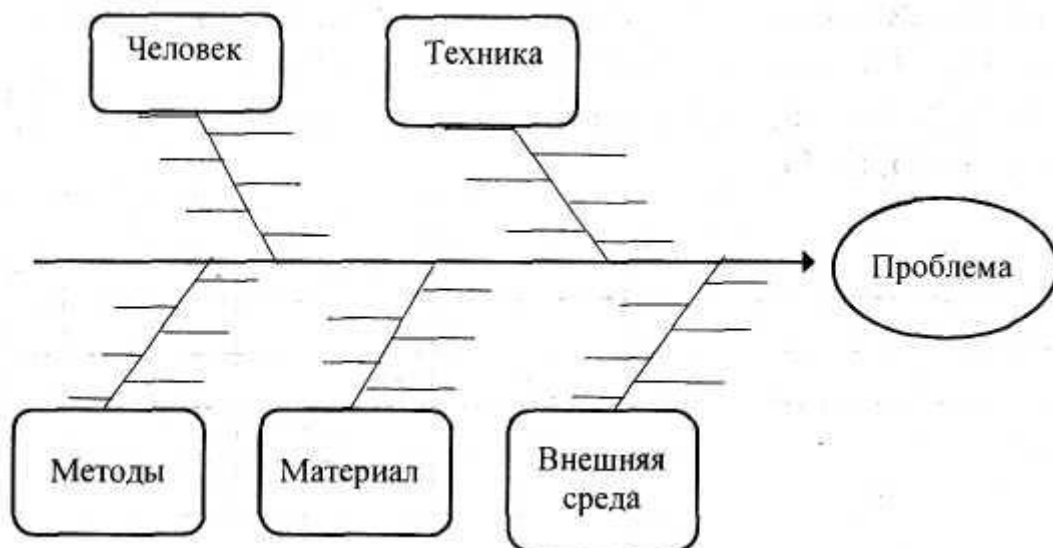 Человек
Техника
Проблема
Методы
Материал
Внешняя
среда